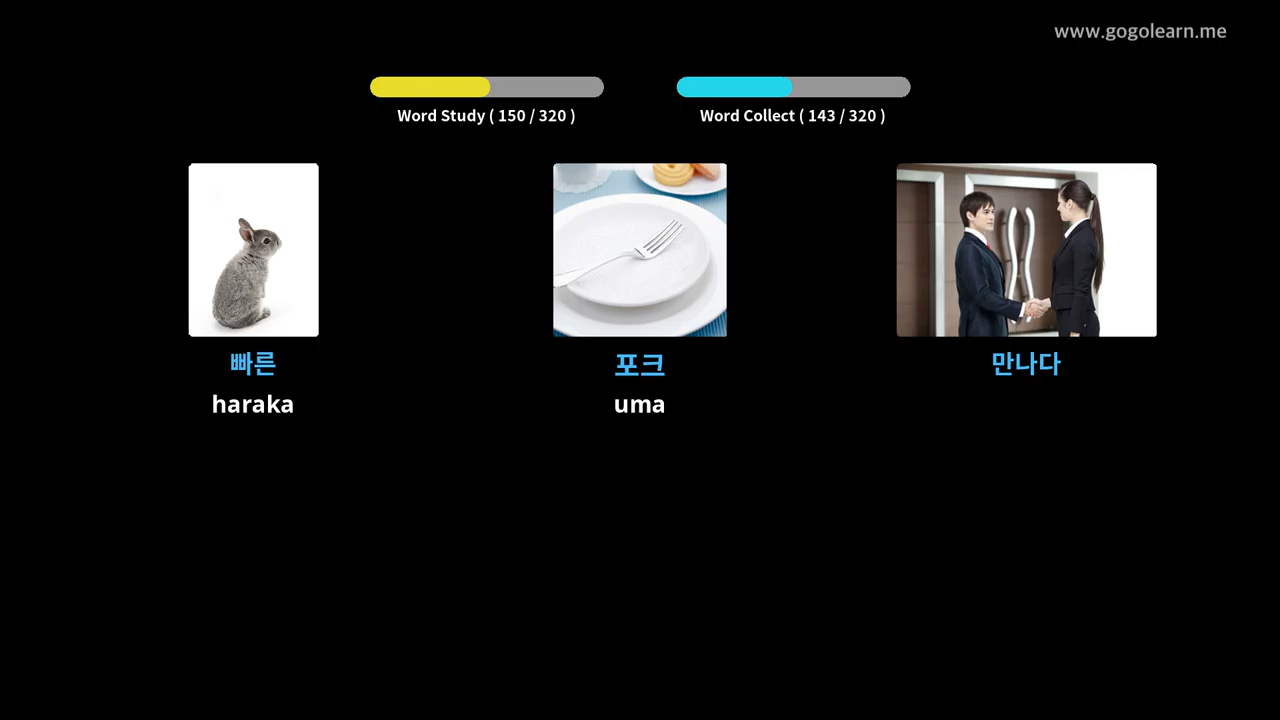 www.gogolearn.me
Word Study ( 150 / 320 )
Word Collect ( 143 / 320 )
빠른
haraka
포크
uma
만나다